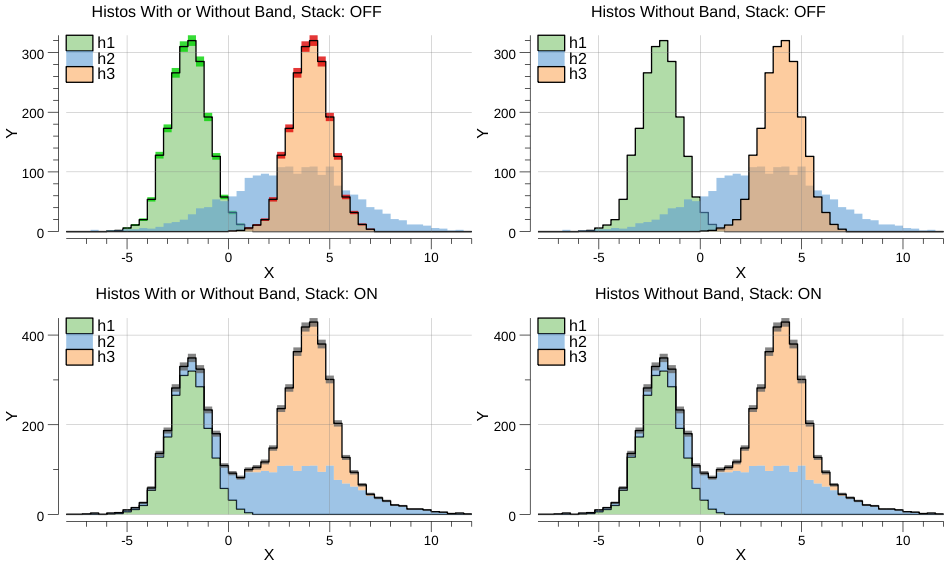 Histos With or Without Band, Stack: OFF
h1
h2
h3
300
200
100
0
Y
-5
0
5
10
X
Histos Without Band, Stack: OFF
h1
h2
h3
300
200
100
0
Y
-5
0
5
10
X
Histos With or Without Band, Stack: ON
h1
h2
h3
400
200
0
Y
-5
0
5
10
X
Histos Without Band, Stack: ON
h1
h2
h3
400
200
0
Y
-5
0
5
10
X